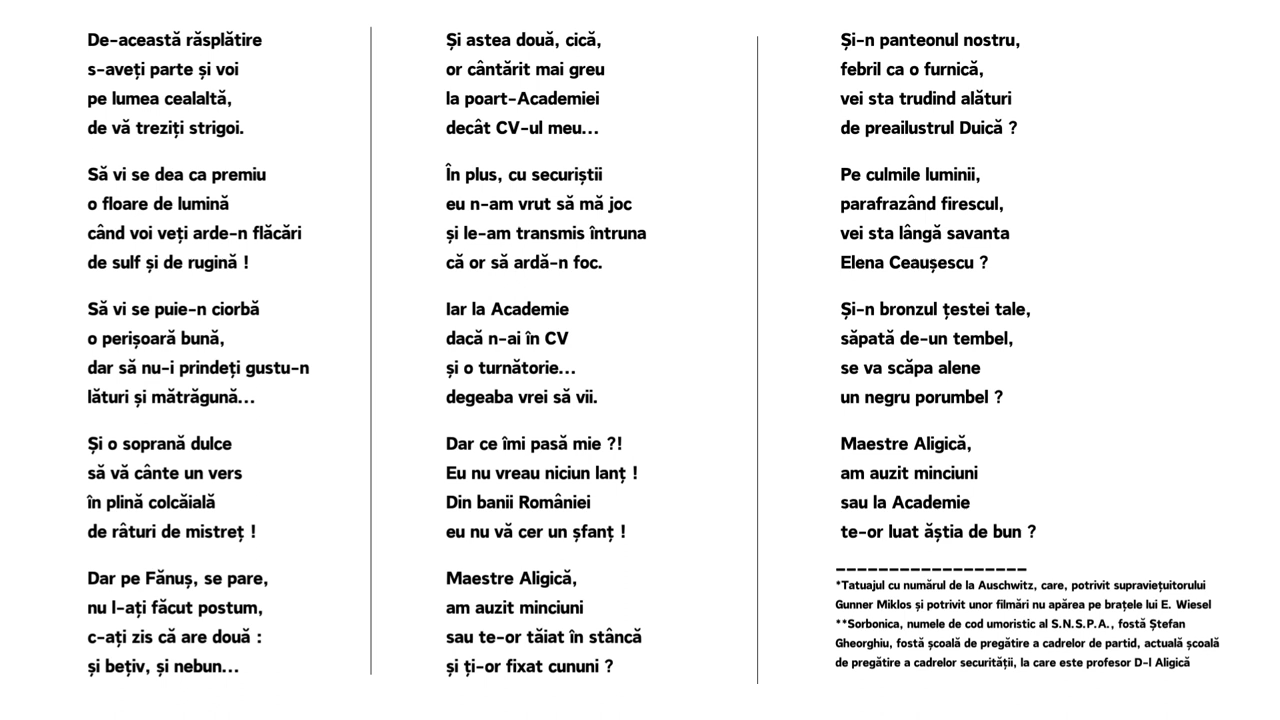 De-această răsplătire
s-aveți parte și voi
pe lumea cealaltă,
de vă treziți strigoi.
Să vi se dea ca premiu
o floare de lumină
când voi veți arde-n flăcări
de sulf și de rugină !
Să vi se puie-n ciorbă
o perișoară bună,
dar să nu-i prindeți gustu-n
lături și mătrăgună...
Și o soprană dulce
să vă cânte un vers
în plină colcăială
de râturi de mistreț !
Dar pe Fănuș, se pare,
nu l-ați făcut postum,
c-ați zis că are două :
și bețiv, și nebun...
Și astea două, cică,
or cântărit mai greu
la poart-Academiei
decât CV-ul meu...
În plus, cu securiștii
eu n-am vrut să mă joc
și le-am transmis întruna
că or să ardă-n foc.
Iar la Academie
dacă n-ai în CV
și o turnătorie...
degeaba vrei să vii.
Dar ce îmi pasă mie ?!
Eu nu vreau niciun lanț !
Din banii României
eu nu vă cer un sfanț !
Maestre Aligică,
am auzit minciuni
sau te-or tăiat în stâncă
și ți-or fixat cununi ?
Și-n panteonul nostru,
febril ca o furnică,
vei sta trudind alături
de preailustrul Duică ?
Pe culmile luminii,
parafrazând firescul,
vei sta lângă savanta
Elena Ceaușescu ?
Și-n bronzul țestei tale,
săpată de-un tembel,
se va scăpa alene
un negru porumbel ?
Maestre Aligică,
am auzit minciuni
sau la Academie
te-or luat ăștia de bun ?
__________________
*Tatuajul cu numărul de la Auschwitz, care, potrivit supraviețuitorului
Gunner Miklos și potrivit unor filmări nu apărea pe brațele lui E. Wiesel
**Sorbonica, numele de cod umoristic al S.N.S.P.A., fostă Ștefan
Gheorghiu, fostă școală de pregătire a cadrelor de partid, actuală școală
de pregătire a cadrelor securității, la care este profesor D-l Aligică